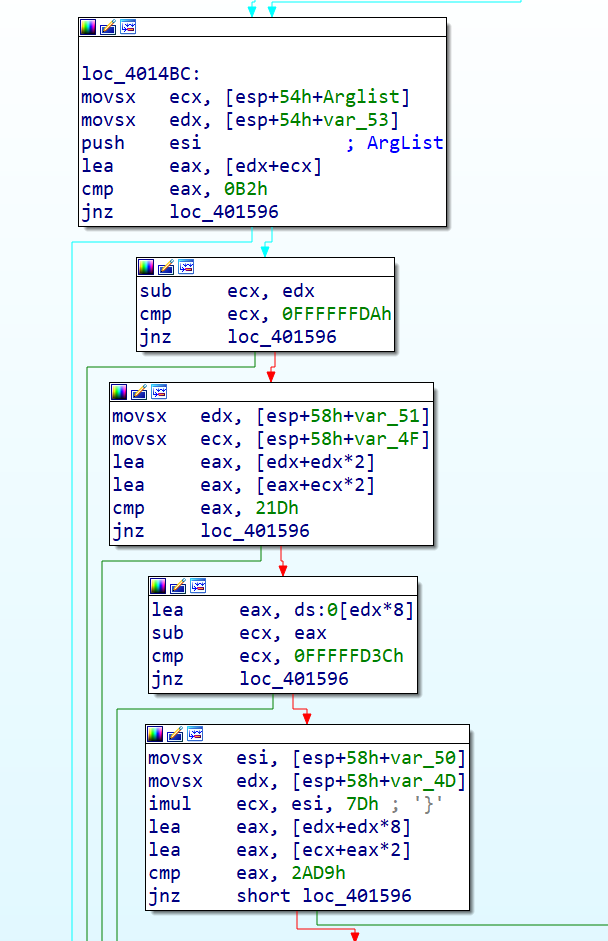 loc_4014BC:
movsx ecx, [esp+54h+Arglist]
movsx edx, [esp+54h+var_53]
push esi ; ArgList
lea eax, [edx+ecx]
cmp eax, 0B2h
jnz loc_401596
sub ecx, edx
cmp ecx, 0FFFFFFDAh
jnz loc_401596
movsx edx, [esp+58h+var_51]
movsx ecx, [esp+58h+var_4F]
lea eax, [edx+edx*2]
lea eax, [eax+ecx*2]
cmp eax, 21Dh
jnz loc_401596
lea eax, ds:0[edx*8]
sub ecx, eax
cmp ecx, 0FFFFFD3Ch
jnz loc_401596
movsx esi, [esp+58h+var_50]
movsx edx, [esp+58h+var_4D]
imul ecx, esi, 7Dh ; '}'
lea eax, [edx+edx*8]
lea eax, [ecx+eax*2]
cmp eax, 2AD9h
jnz short loc_401596